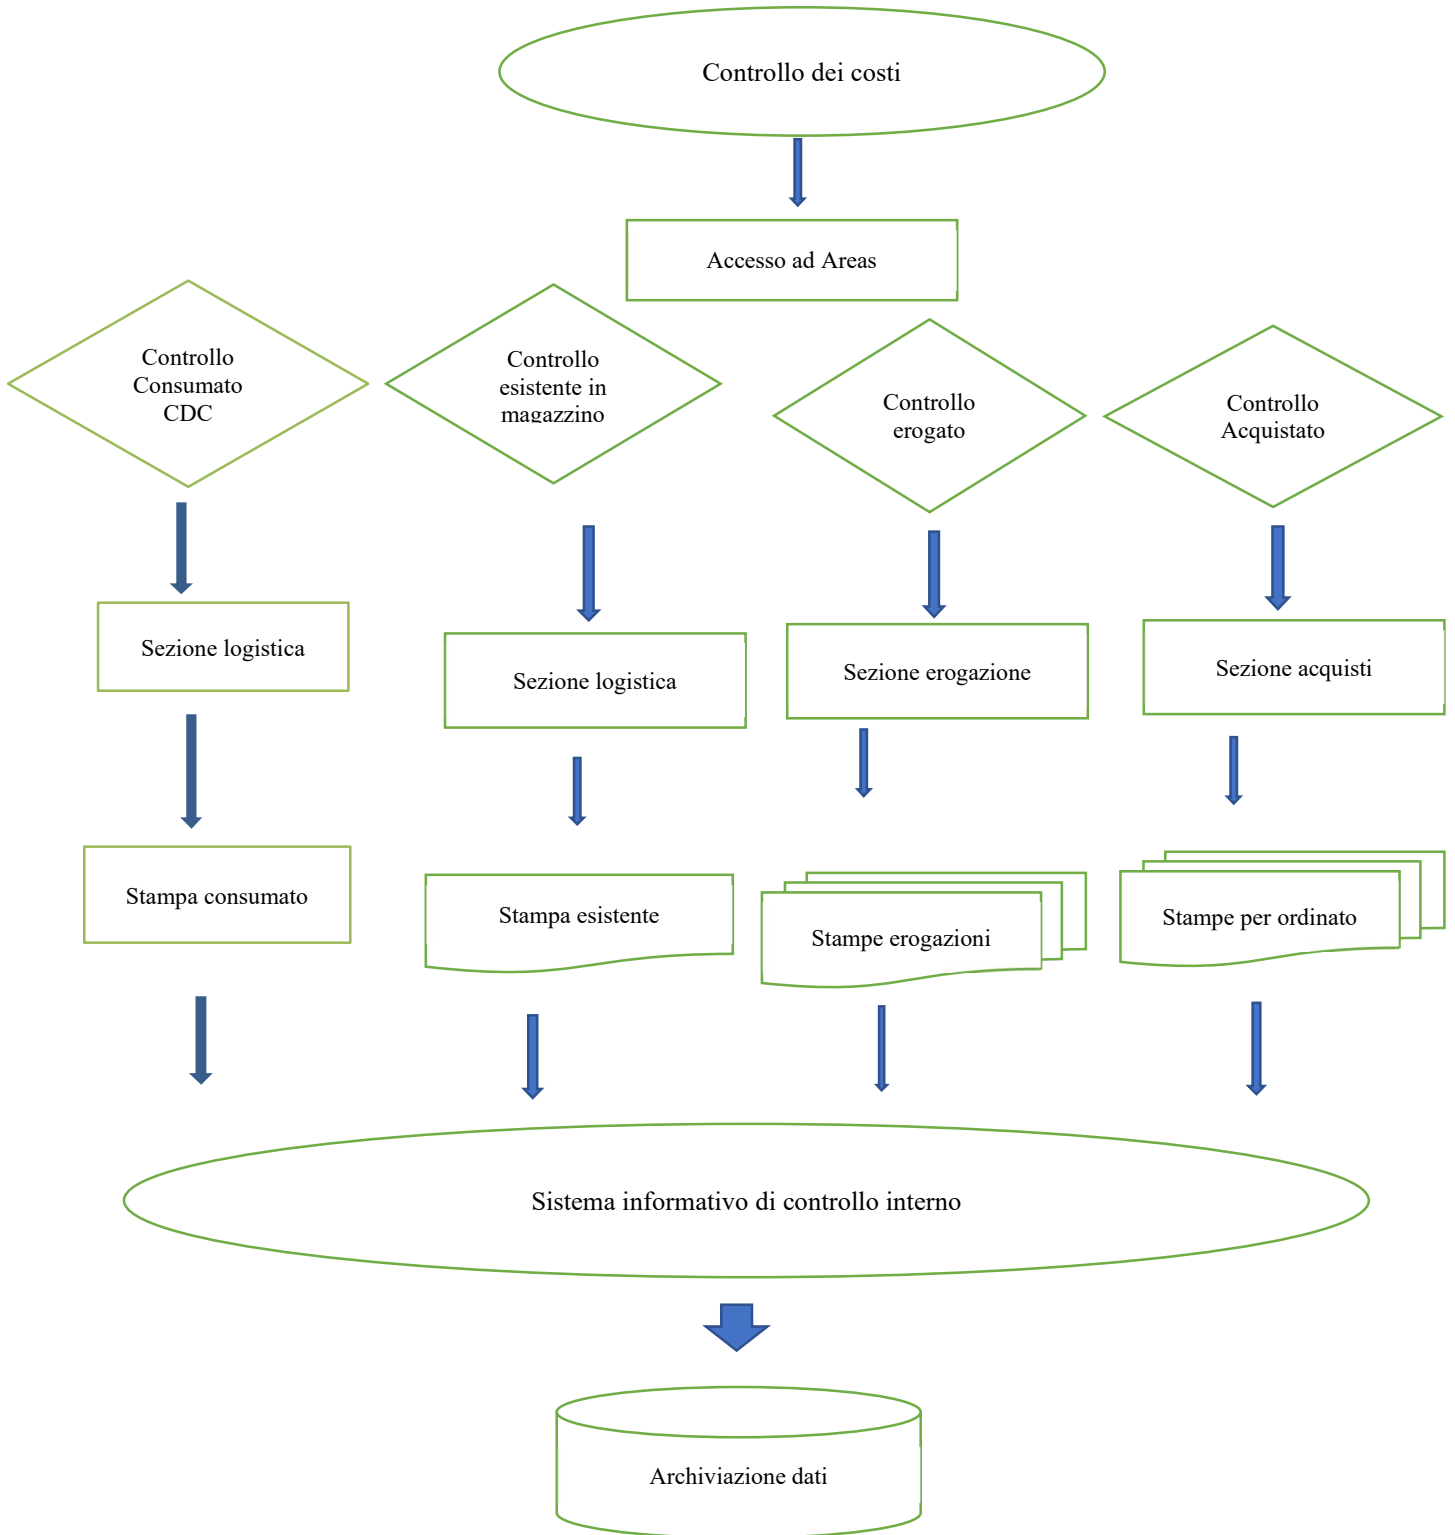 Controllo dei costi
Accesso ad Areas
Controllo
Consumato
CDC
Controllo
esistente in
magazzino
Controllo
erogato
Controllo
Acquistato
Sezione logistica
Sezione logistica
Sezione erogazione
Sezione acquisti
Stampa consumato
Stampa esistente
Stampe erogazioni
Stampe per ordinato
Sistema informativo di controllo interno
Archiviazione dati